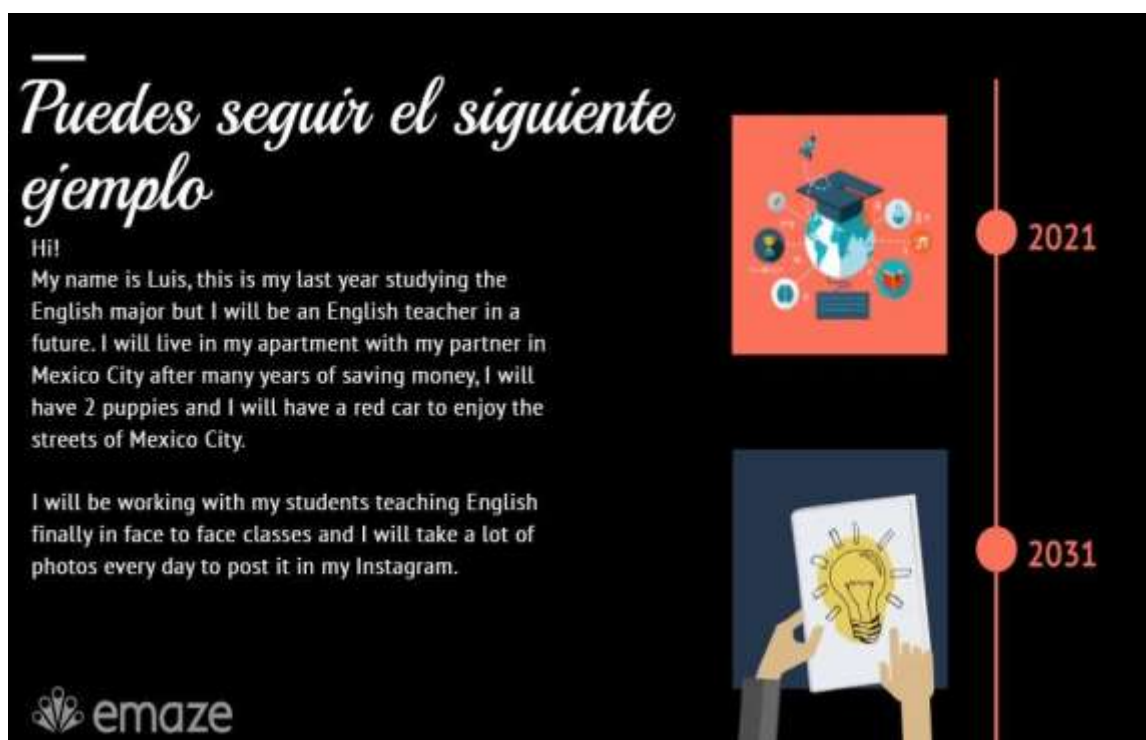 Puedes seguir el siguiente
ejemplo
Hi!
My name is Luis, this is my last year studying the
English major but I will be an English teacher in a
future. I will live in my apartment with my partner in
Mexico City after many years of saving money, I will
have 2 puppies and I will have a red car to enjoy the
streets of Mexico City.
I will be working with my students teaching English
finally in face to face classes and I will take a lot of
photos every day to post it in my Instagram.
2021
2031
emaze